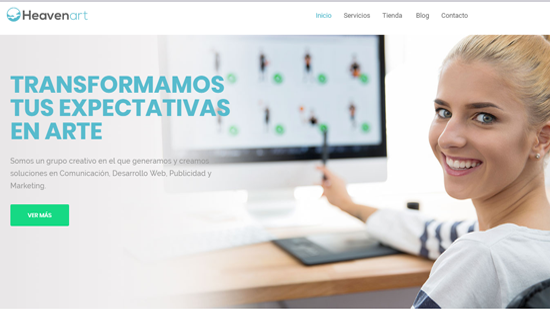 Heavenart
Inicio Servicios Tienda Blog Contacto
TRANSFORMAMOS
TUS EXPECTATIVAS
EN ARTE
Somos un grupo creativo en el que generamos y creamos
soluciones en Comunicación, Desarrollo Web, Publicidad y
Marketing.
VER MÁS